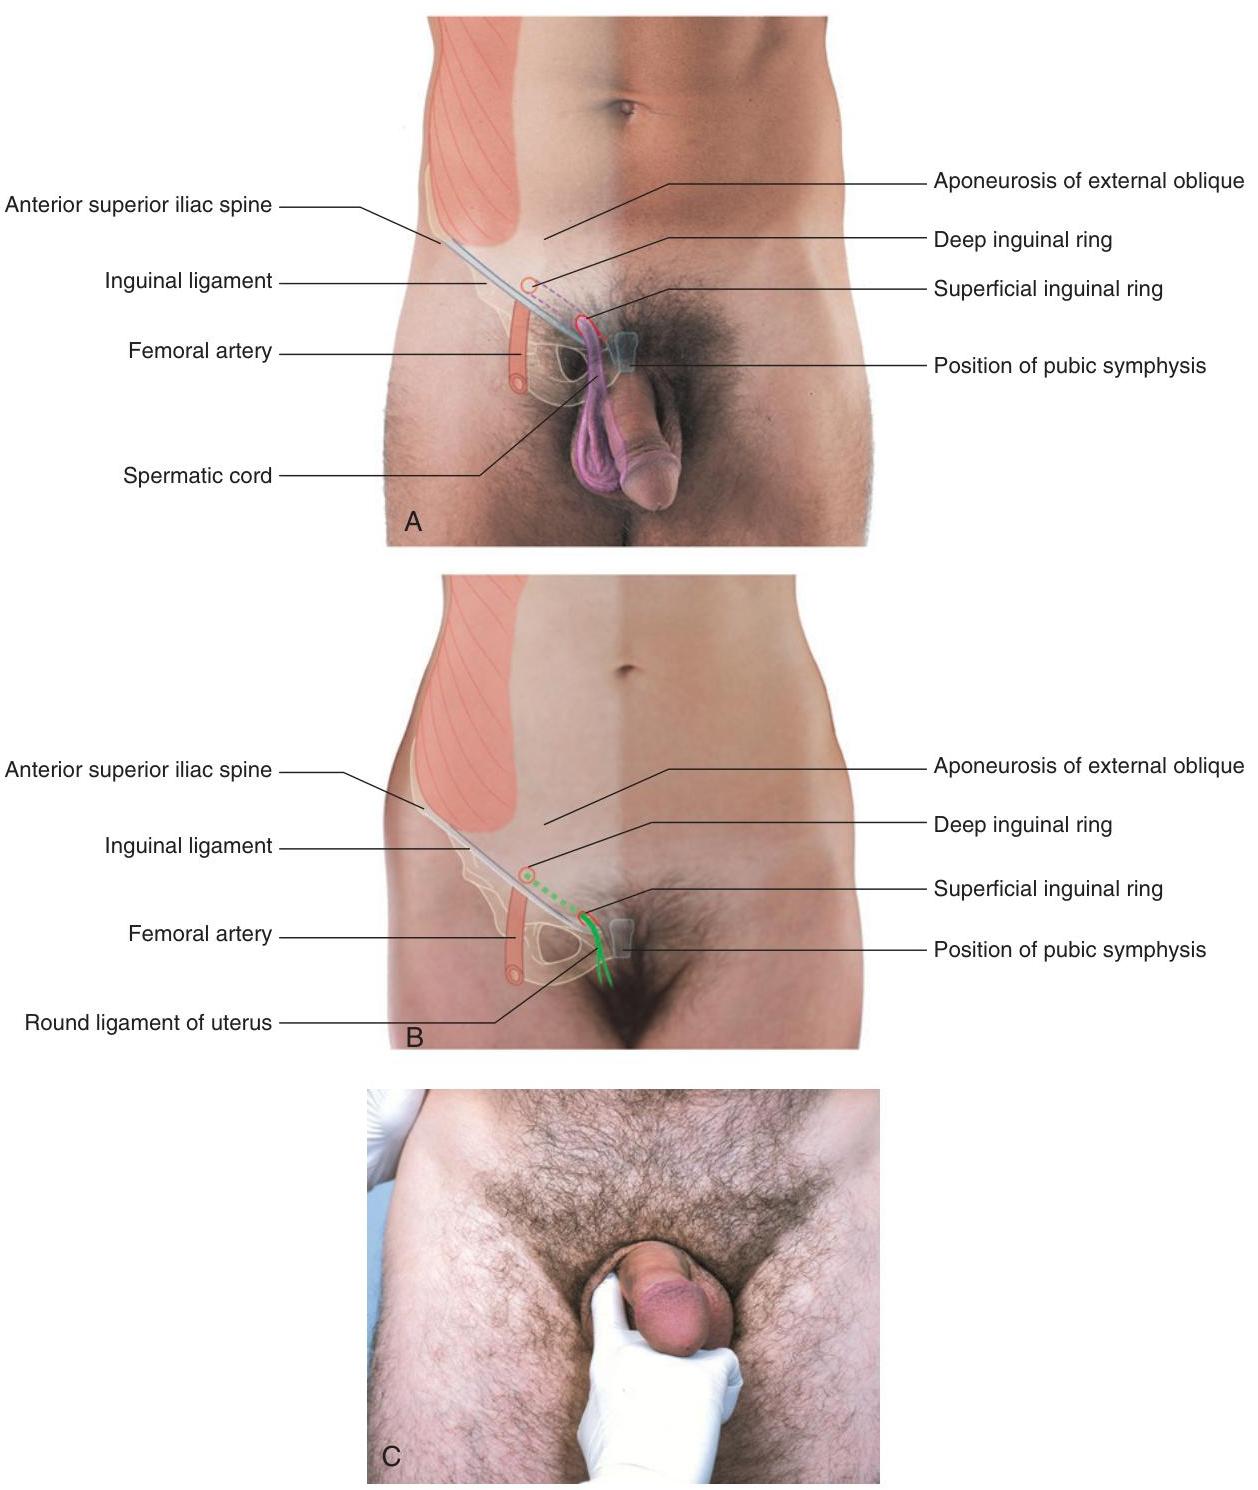 Anterior superior iliac spine
Inguinal ligament
Femoral artery
Spermatic cord
Aponeurosis of external oblique
Deep inguinal ring
Superficial inguinal ring
Position of pubic symphysis
A
Anterior superior iliac spine
Inguinal ligament
Femoral artery
Round ligament of uterus
Aponeurosis of external oblique
Deep inguinal ring
Superficial inguinal ring
Position of pubic symphysis
B
C